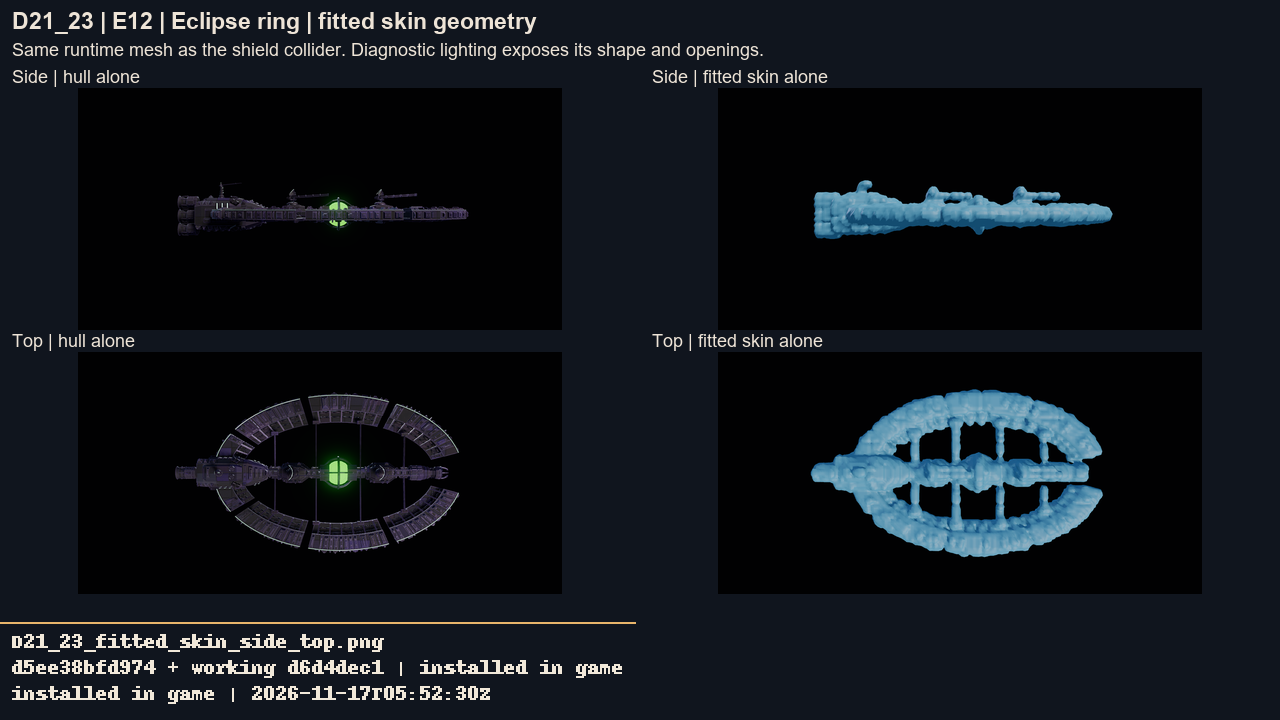 D21_23 | E12 | Eclipse ring | fitted skin geometry
Same runtime mesh as the shield collider. Diagnostic lighting exposes its shape and openings.
Side | hull alone
Side | fitted skin alone
Top | hull alone
Top | fitted skin alone
D21_23_fitted_skin_side_top.png
d5ee38bfd974 + working d6d4dec1 | installed in game
installed in game | 2026-11-17T05:52:30Z